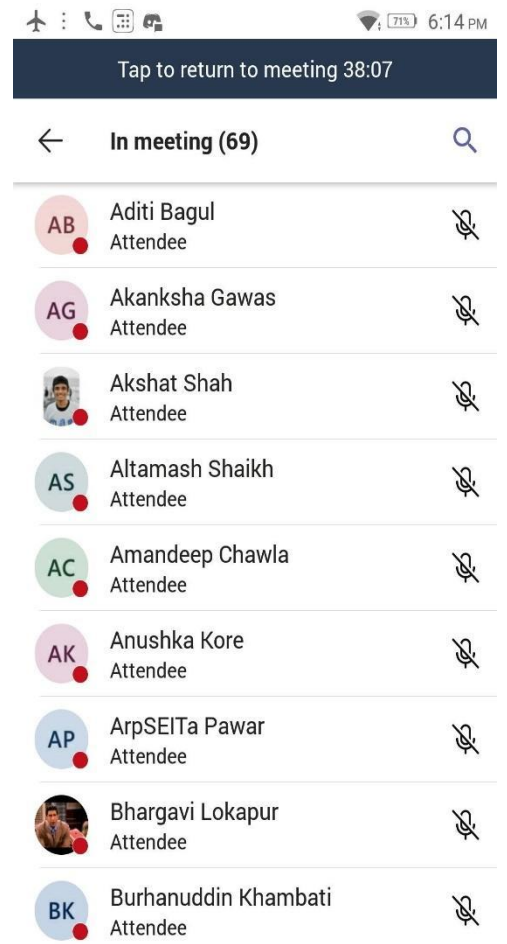 71% 6:14 PM
Tap to return to meeting 38:07
In meeting (69)
AB Aditi Bagul
Attendee
AG Akanksha Gawas
Attendee
Akshat Shah
Attendee
AS Altamash Shaikh
Attendee
AC Amandeep Chawla
Attendee
AK Anushka Kore
Attendee
AP ArpSEITa Pawar
Attendee
Bhargavi Lokapur
Attendee
BK Burhanuddin Khambati
Attendee